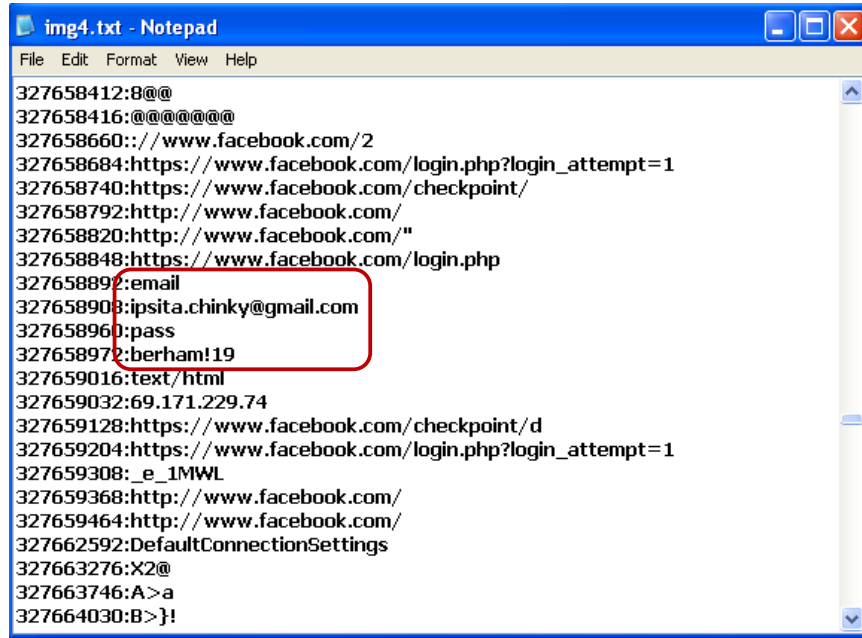 img4.txt - Notepad
File Edit Format View Help
327658412:8@@
327658416:@@@@@@@
327658660:://www.facebook.com/2
327658684:https://www.facebook.com/login.php?login_attempt=1
327658740:https://www.facebook.com/checkpoint/
327658792:http://www.facebook.com/
327658820:http://www.facebook.com/"
327658848:https://www.facebook.com/login.php
327658892:email
327658908:ipsita.chinky@gmail.com
327658960:pass
327658972:berham!19
327659016:text/html
327659032:69.171.229.74
327659128:https://www.facebook.com/checkpoint/d
327659204:https://www.facebook.com/login.php?login_attempt=1
327659308:_e_1MWL
327659368:http://www.facebook.com/
327659464:http://www.facebook.com/
327662592:DefaultConnectionSettings
327663276:X2@
327663746:A>a
327664030:B>}!